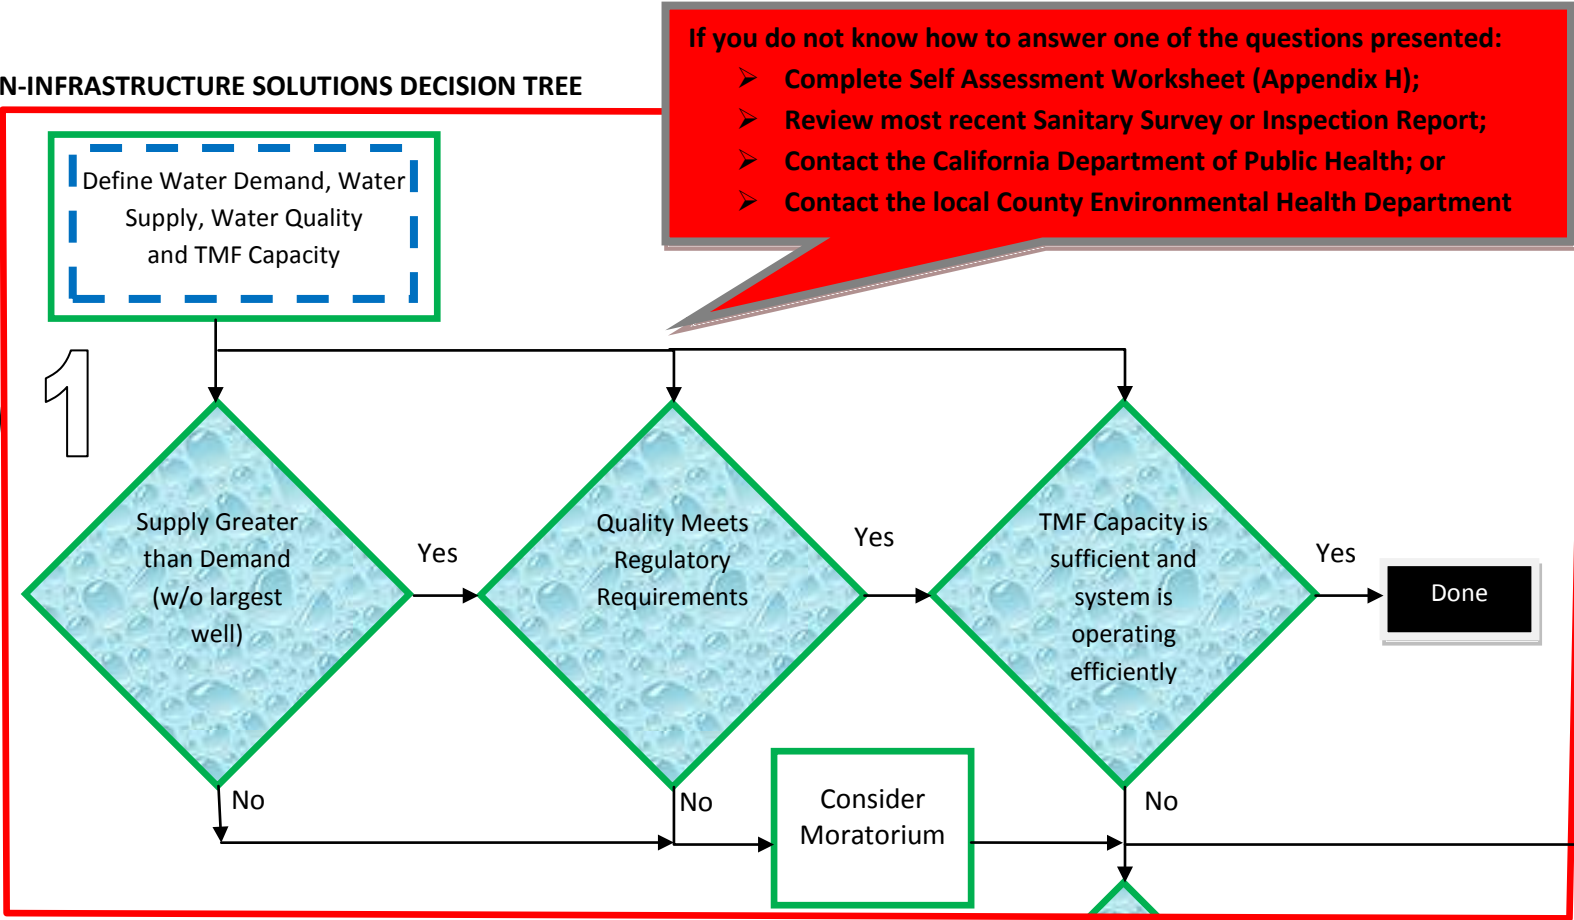 If you do not know how to answer one of the questions presented:
➢ Complete Self Assessment Worksheet (Appendix H);
➢ Review most recent Sanitary Survey or Inspection Report;
➢ Contact the California Department of Public Health; or
➢ Contact the local County Environmental Health Department
N-INFRASTRUCTURE SOLUTIONS DECISION TREE
Define Water Demand, Water
Supply, Water Quality
and TMF Capacity
1
Supply Greater
than Demand
(w/o largest
well)
Yes
Quality Meets
Regulatory
Requirements
Yes
TMF Capacity is
sufficient and
system is
operating
efficiently
Yes
Done
No
No
Consider
Moratorium
No